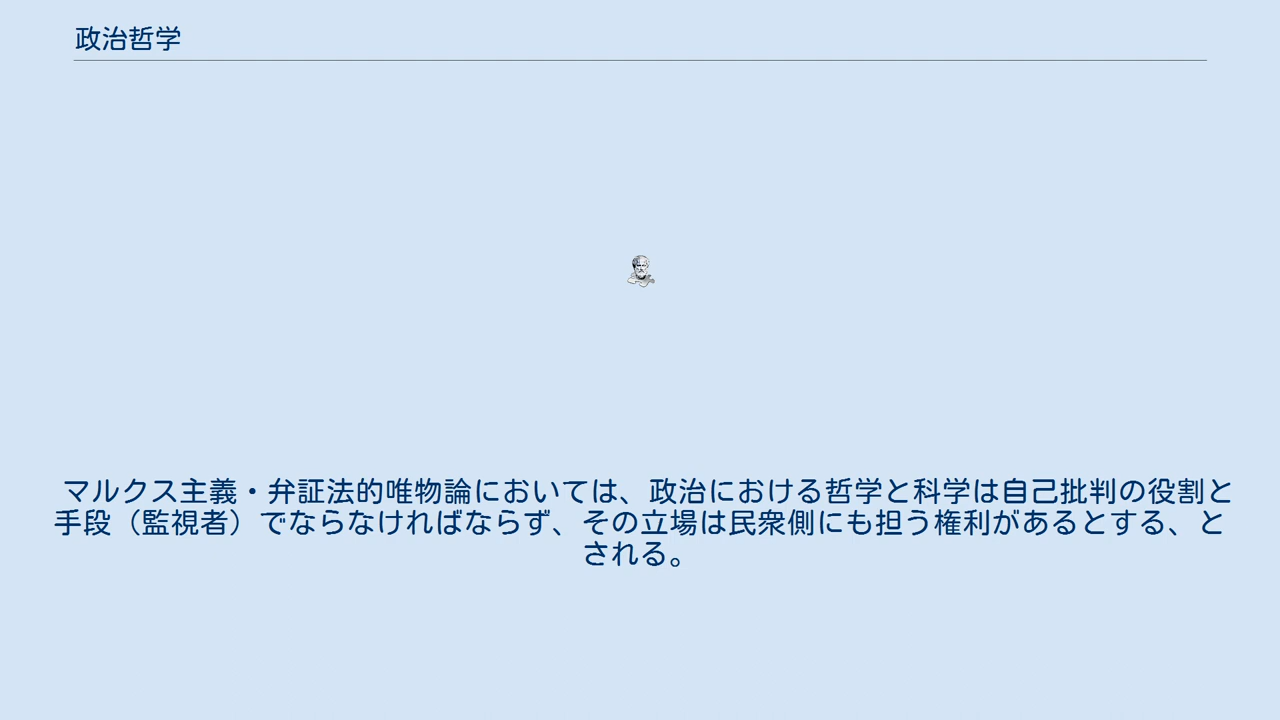 政治哲学
マルクス主義・弁証法的唯物論においては、政治における哲学と科学は自己批判の役割と
手段（監視者）でならなければならず、その立場は民衆側にも担う権利があるとする、と
される。